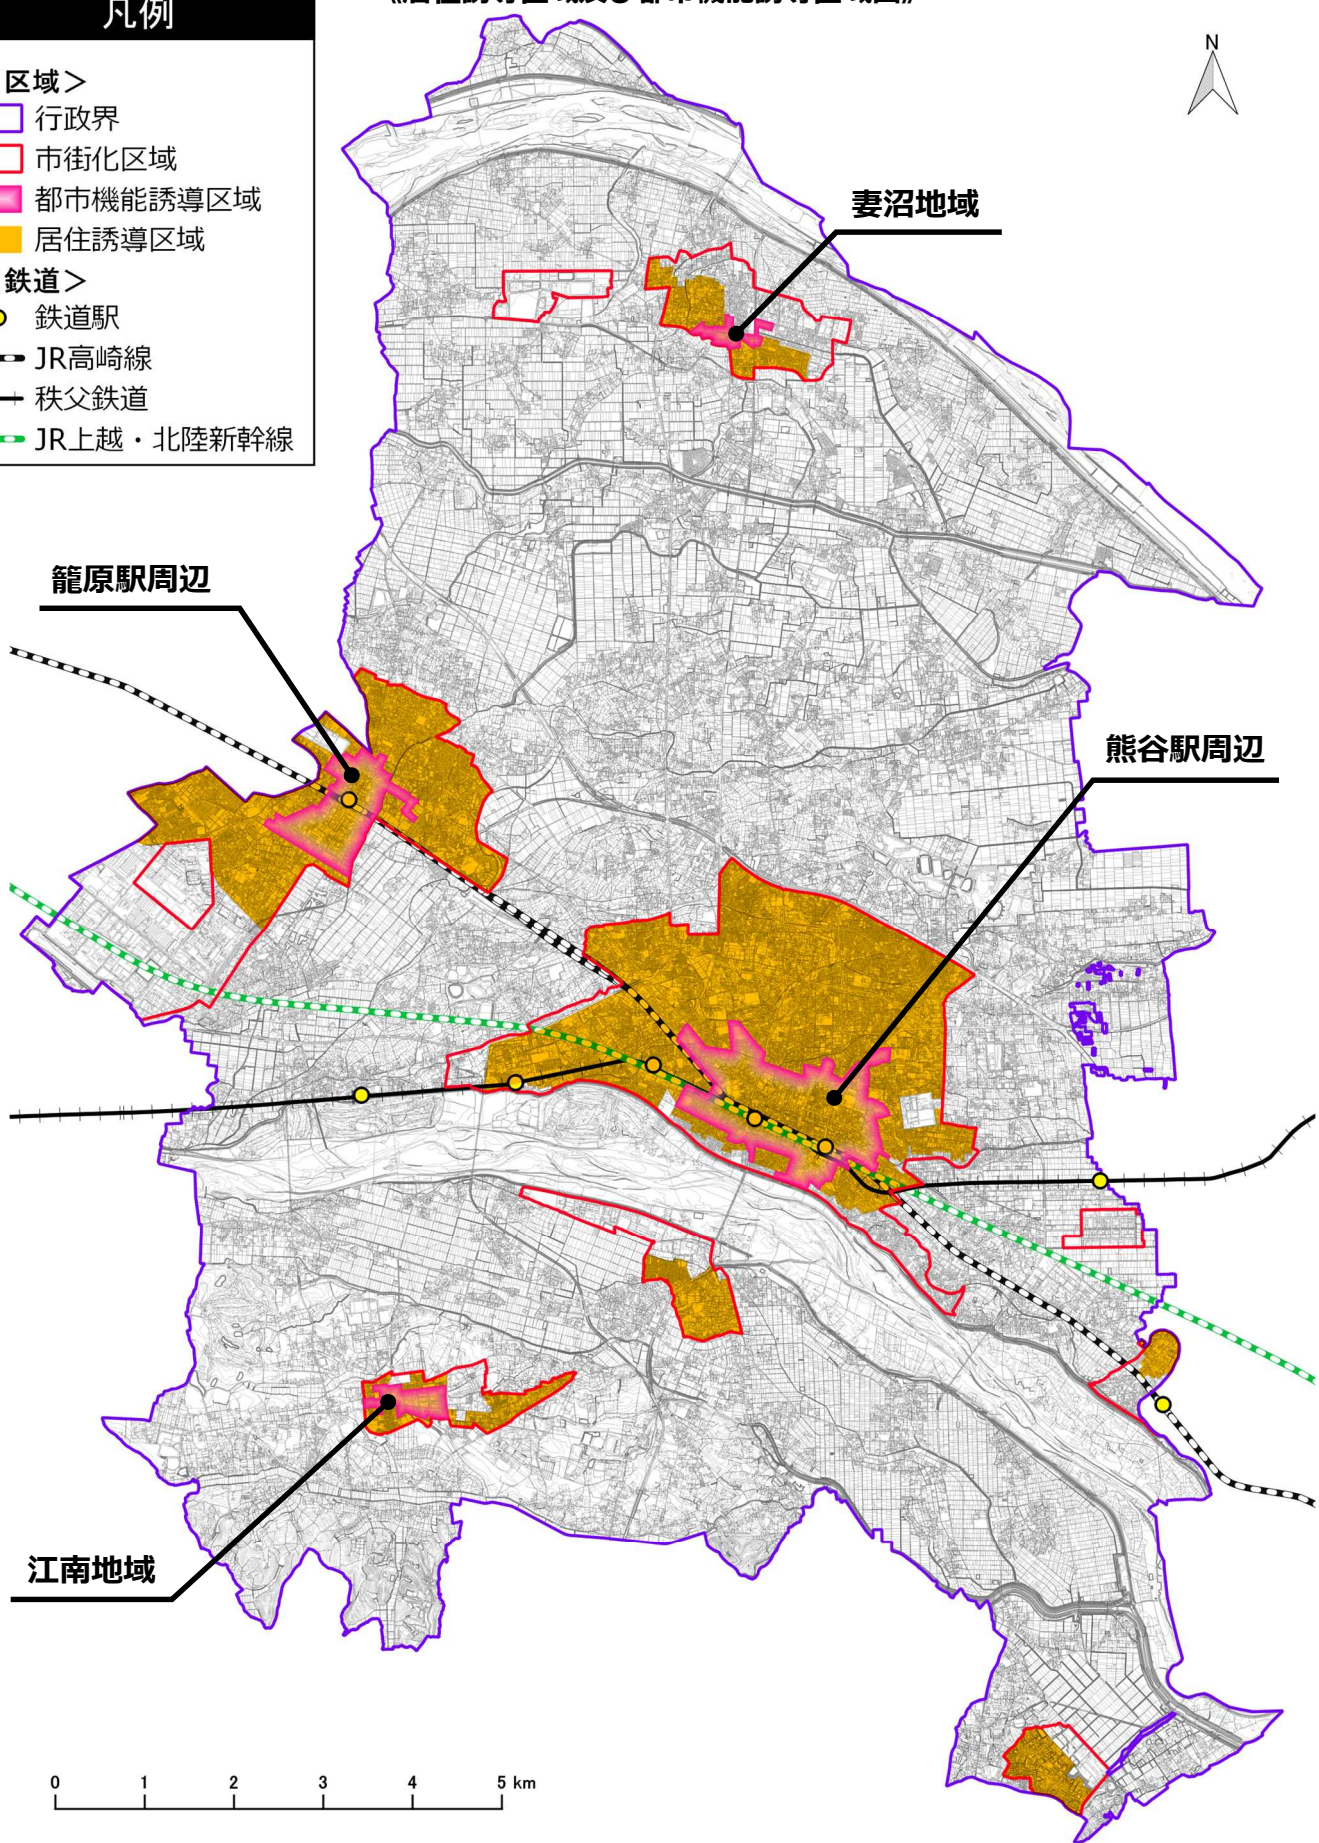 凡例
区域＞
行政界
市街化区域
都市機能誘導区域
居住誘導区域
鉄道＞
鉄道駅
JR高崎線
秩父鉄道
JR上越・北陸新幹線
N
妻沼地域
籠原駅周辺
熊谷駅周辺
江南地域
0 1 2 3 4 5 km